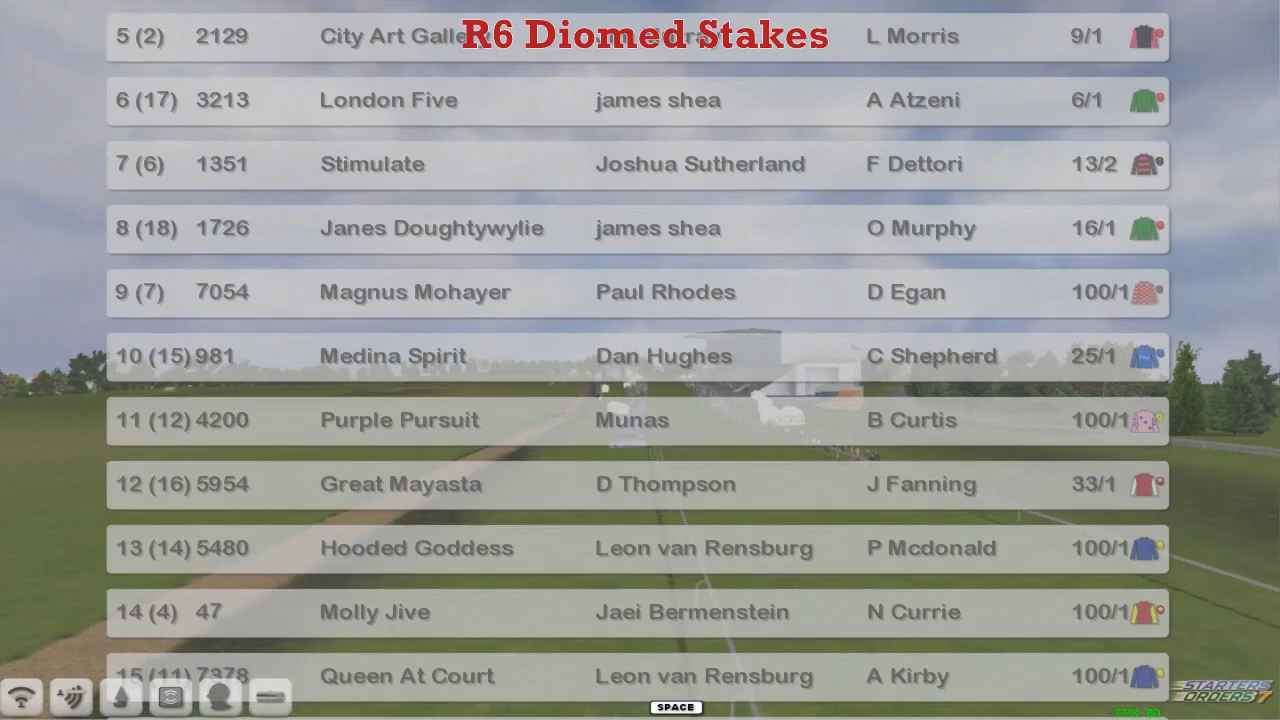 R6 Diomed Stakes
5 (2) 2129 City Art L Morris 9/1
6 (17) 3213 London Five james shea A Atzeni 6/1
7 (6) 1351 Stimulate Joshua Sutherland F Dettori 13/2
8 (18) 1726 Janes Doughtywylie james shea O Murphy 16/1
9 (7) 7054 Magnus Mohayer Paul Rhodes D Egan 100/1
10 (15) 981 Medina Spirit Dan Hughes C Shepherd 25/1
11 (12) 4200 Purple Pursuit Munas B Curtis 100/1
12 (16) 5954 Great Mayasta D Thompson J Fanning 33/1
13 (14) 5480 Hooded Goddess Leon van Rensburg P Mcdonald 100/1
14 (4) 47 Molly Jive Jaei Bermenstein N Currie 100/1
15 (11) 7378 Queen At Court Leon van Rensburg A Kirby 100/1
STARTERS ORDERS 7
SPACE
FPS: 60